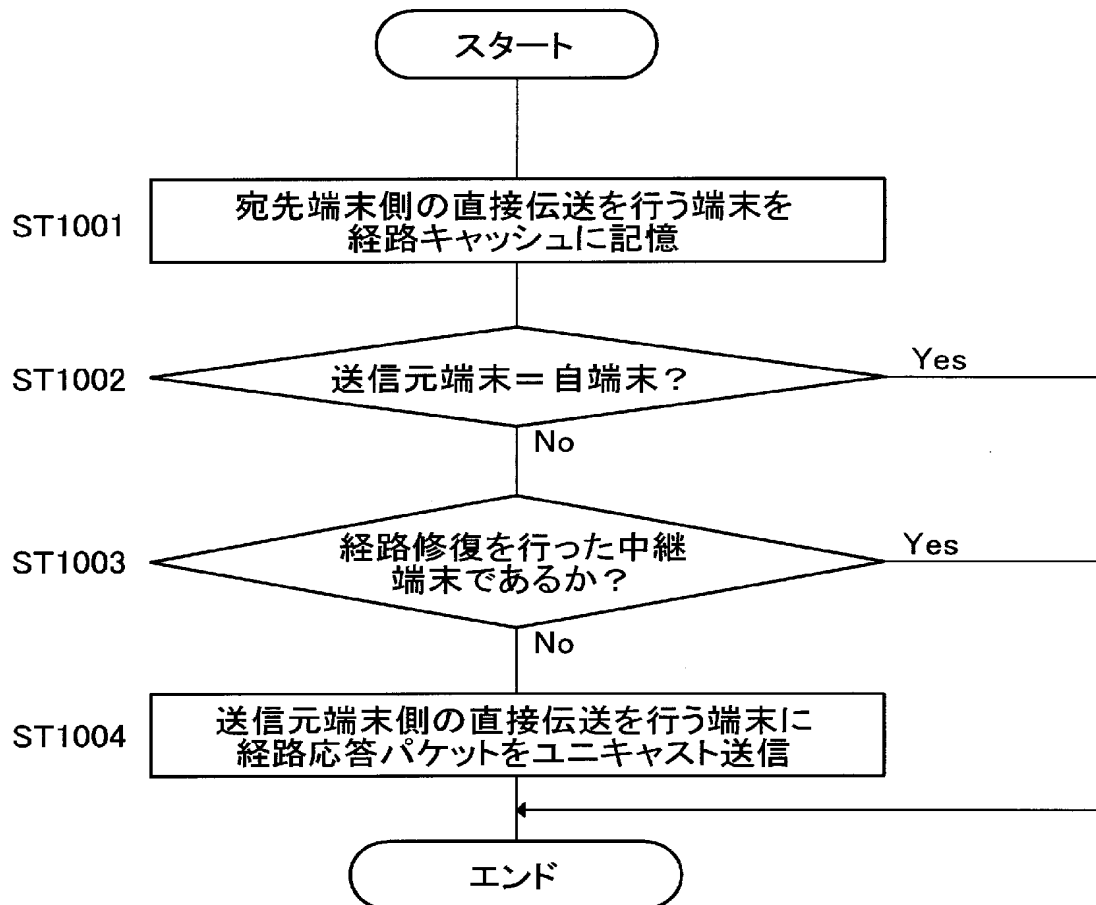 スタート
ST1001
宛先端末側の直接伝送を行う端末を
経路キャッシュに記憶
ST1002
送信元端末＝自端末？
Yes
No
ST1003
経路修復を行った中継
端末であるか？
Yes
No
ST1004
送信元端末側の直接伝送を行う端末に
経路応答パケットをユニキャスト送信
エンド